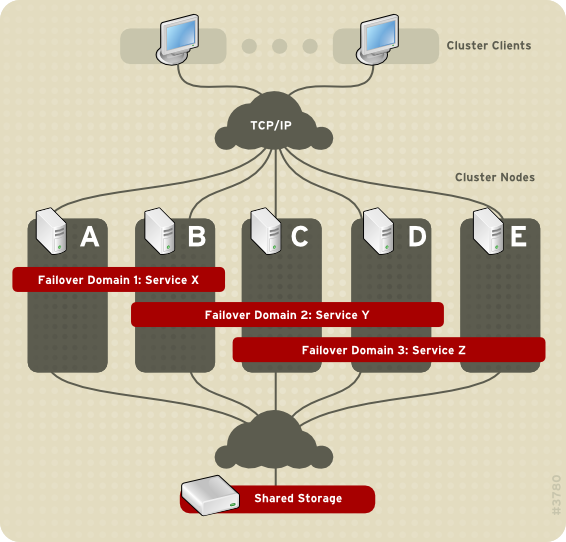 Cluster Clients
TCP/IP
Cluster Nodes
A B C D E
Failover Domain 1: Service X
Failover Domain 2: Service Y
Failover Domain 3: Service Z
Shared Storage
#3780